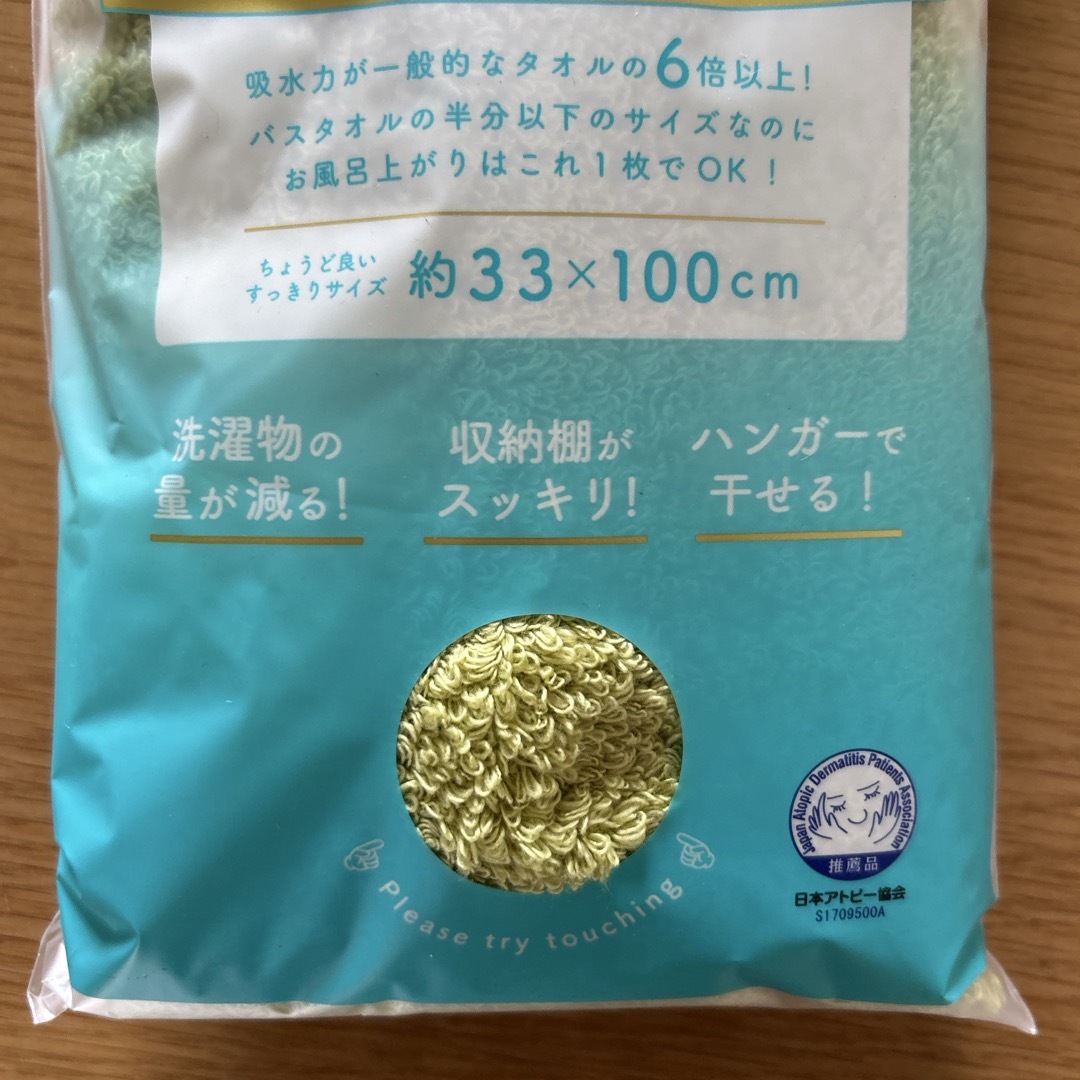 吸水力が一般的なタオルの6倍以上!
バスタオルの半分以下のサイズなのに
お風呂上がりはこれ1枚でOK!
ちょうど良い
すっきりサイズ
約33×100cm
洗濯物の
量が減る!
収納棚が
スッキリ!
ハンガーで
干せる!
Please try touching
Japan Atopic Dermatitis Patients Association
推薦品
日本アトピー協会
S1709500A